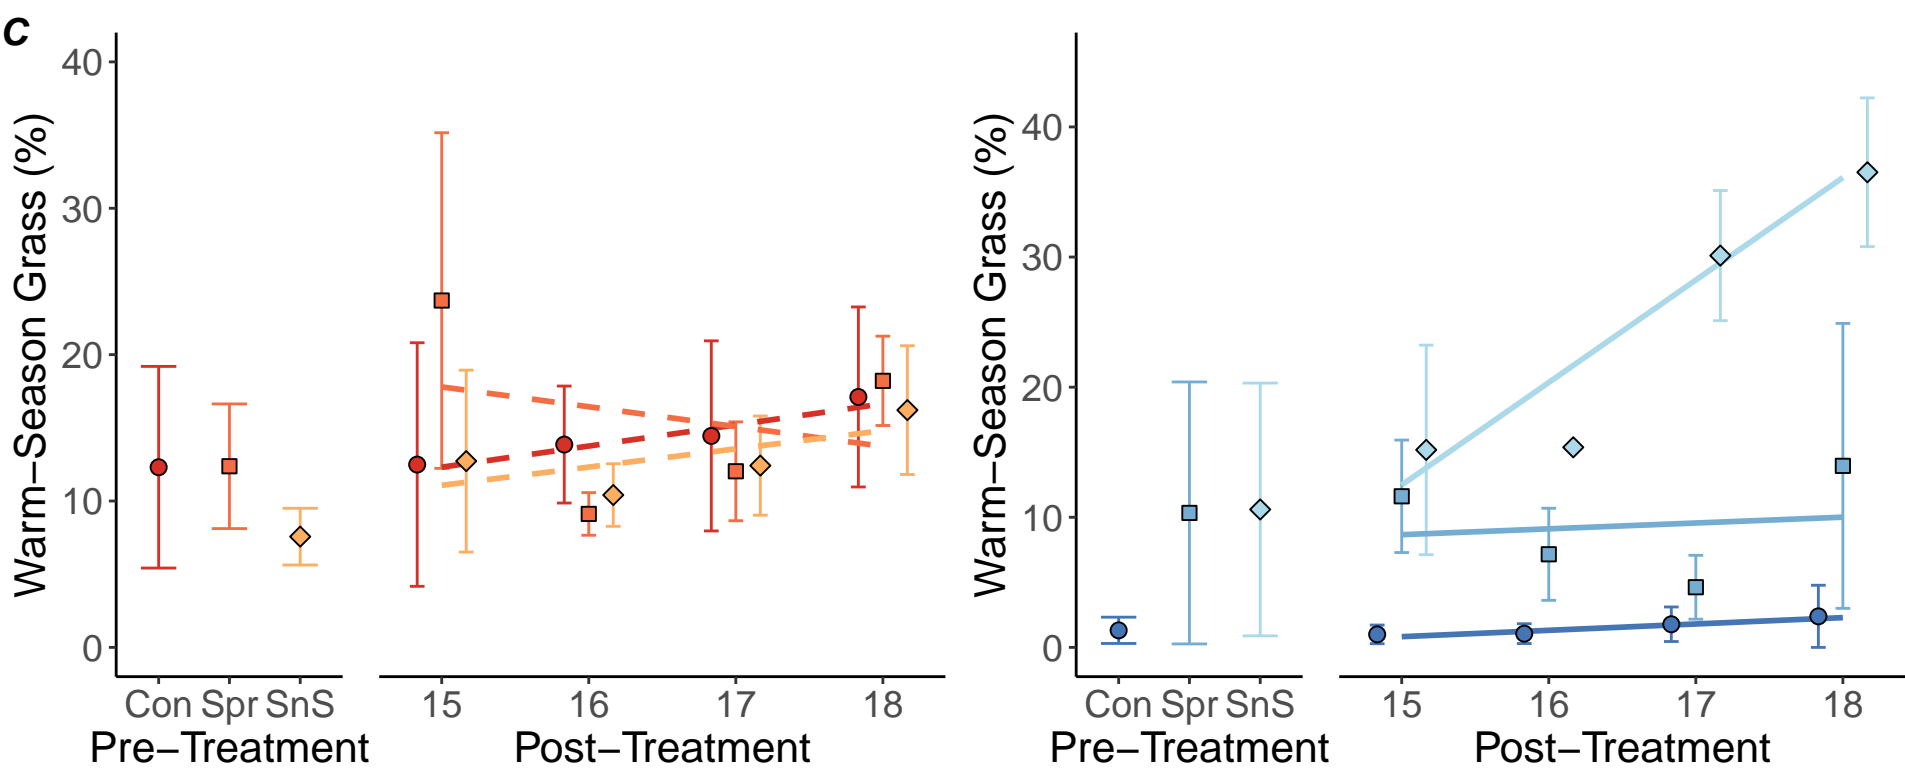 C
Warm−Season Grass (%)
40
30
20
10
0
Con Spr SnS
Pre−Treatment
15 16 17 18
Post−Treatment
Warm−Season Grass (%)
40
30
20
10
0
Con Spr SnS
Pre−Treatment
15 16 17 18
Post−Treatment